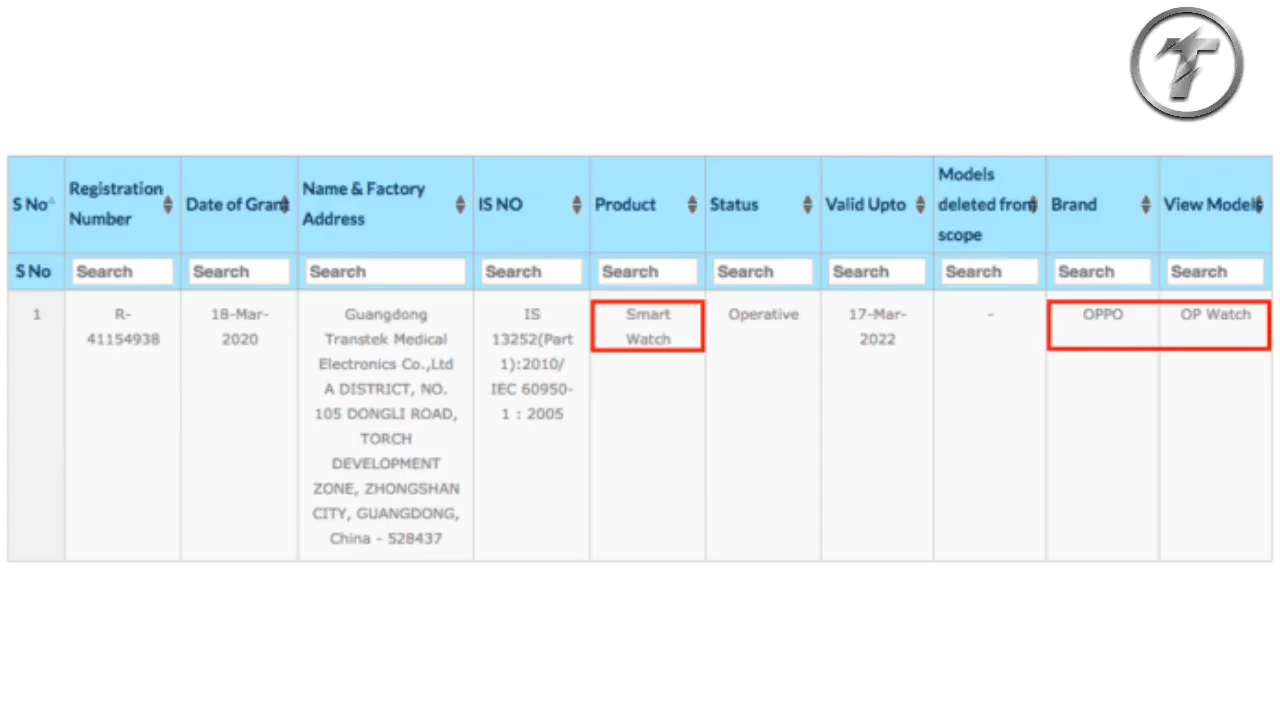 S No
Registration Number
Date of Grant
Name & Factory Address
IS NO
Product
Status
Valid Upto
Models deleted from scope
Brand
View Models
S No
Search
Search
Search
Search
Search
Search
Search
Search
Search
Search
1
R-
41154938
18-Mar-
2020
Guangdong
Transtek Medical
Electronics Co.,Ltd
A DISTRICT, NO.
105 DONGLI ROAD,
TORCH
DEVELOPMENT
ZONE, ZHONGSHAN
CITY, GUANGDONG,
China - 528437
IS
13252(Part
1):2010/
IEC 60950-
1 : 2005
Smart
Watch
Operative
17-Mar-
2022
-
OPPO
OP Watch
T